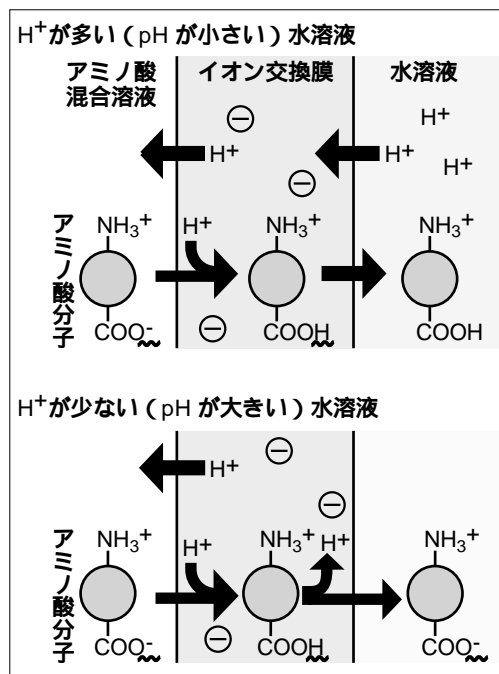 H⁺が多い（pH が小さい）水溶液
アミノ酸 イオン交換膜 水溶液
混合溶液
⊖ H⁺
H⁺ H⁺
⊖ H⁺
アミノ酸分子
NH₃⁺ H⁺ NH₃⁺ NH₃⁺
COO⁻ ⊖ COOH COOH
H⁺が少ない（pH が大きい）水溶液
H⁺ ⊖
⊖
アミノ酸分子
NH₃⁺ H⁺ NH₃⁺ H⁺ NH₃⁺
COO⁻ ⊖ COOH COO⁻